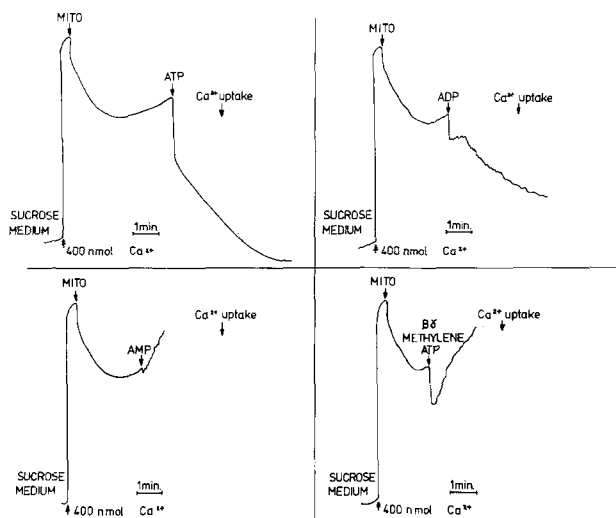 MITO
ATP
Ca²⁺ uptake
SUCROSE
MEDIUM
1min.
400 nmol Ca²⁺
MITO
ADP
Ca²⁺ uptake
SUCROSE
MEDIUM
1min.
400 nmol Ca²⁺
MITO
AMP
Ca²⁺ uptake
SUCROSE
MEDIUM
1min.
400 nmol Ca²⁺
MITO
βγ
METHYLENE
ATP
Ca²⁺ uptake
SUCROSE
MEDIUM
1min.
400 nmol Ca²⁺